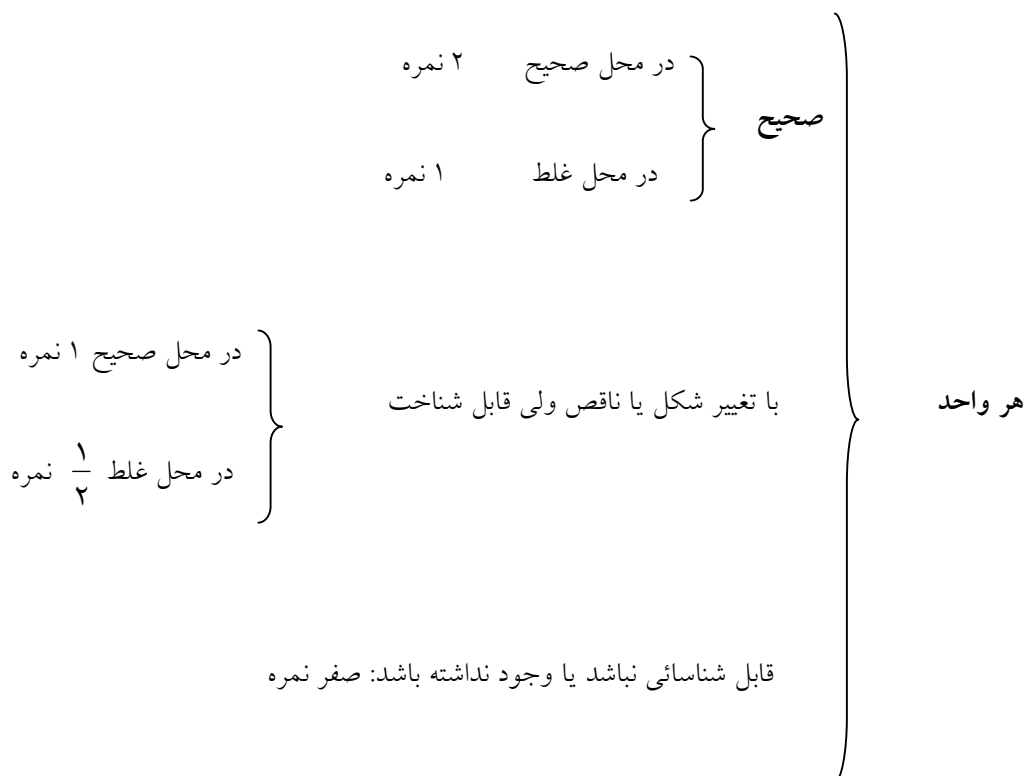 در محل صحیح ۲ نمره
صحیح
در محل غلط ۱ نمره
در محل صحیح ۱ نمره
هر واحد
با تغییر شکل یا ناقص ولی قابل شناخت
در محل غلط ۱/۲ نمره
قابل شناسائی نباشد یا وجود نداشته باشد: صفر نمره